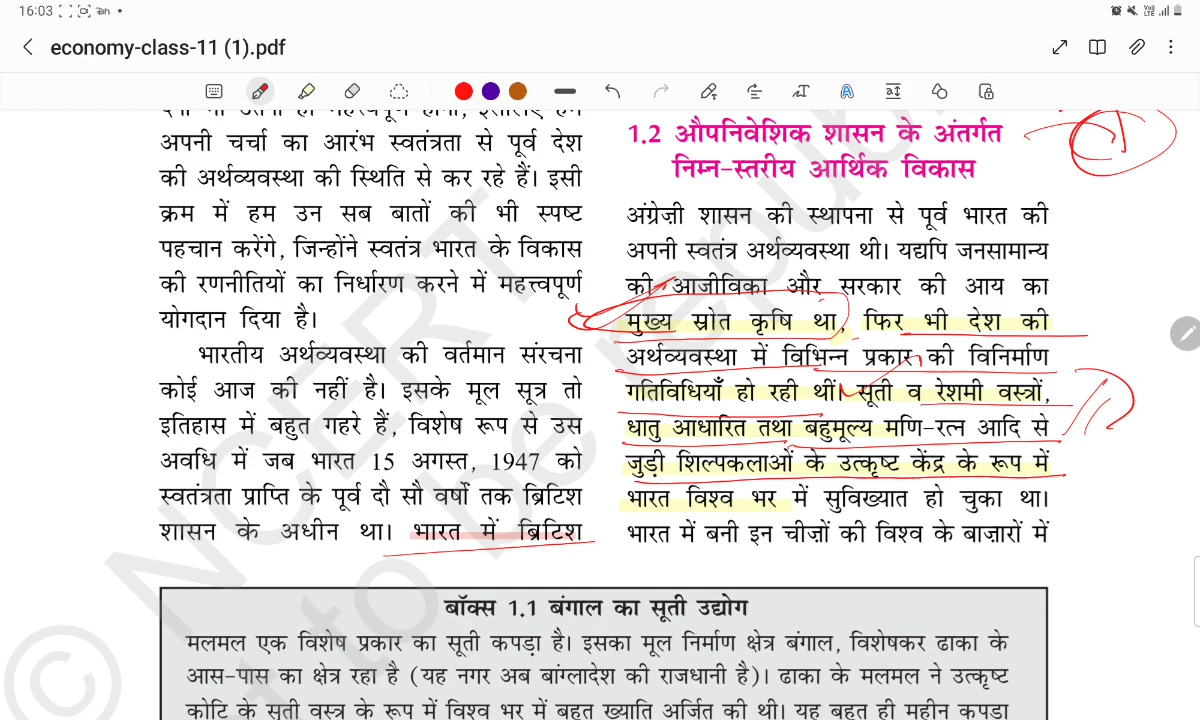 16:03
economy-class-11 (1).pdf
अपनी चर्चा का आरंभ स्वतंत्रता से पूर्व देश
की अर्थव्यवस्था की स्थिति से कर रहे हैं। इसी
क्रम में हम उन सब बातों की भी स्पष्ट
पहचान करेंगे, जिन्होंने स्वतंत्र भारत के विकास
की रणनीतियों का निर्धारण करने में महत्त्वपूर्ण
योगदान दिया है।
भारतीय अर्थव्यवस्था की वर्तमान संरचना
कोई आज की नहीं है। इसके मूल सूत्र तो
इतिहास में बहुत गहरे हैं, विशेष रूप से उस
अवधि में जब भारत 15 अगस्त, 1947 को
स्वतंत्रता प्राप्ति के पूर्व दौ सौ वर्षों तक ब्रिटिश
शासन के अधीन था। भारत में ब्रिटिश
1.2 औपनिवेशिक शासन के अंतर्गत
निम्न-स्तरीय आर्थिक विकास
अंग्रेज़ी शासन की स्थापना से पूर्व भारत की
अपनी स्वतंत्र अर्थव्यवस्था थी। यद्यपि जनसामान्य
की आजीविका और सरकार की आय का
मुख्य स्रोत कृषि था, फिर भी देश की
अर्थव्यवस्था में विभिन्न प्रकार की विनिर्माण
गतिविधियाँ हो रही थीं। सूती व रेशमी वस्त्रों,
धातु आधारित तथा बहुमूल्य मणि-रत्न आदि से
जुड़ी शिल्पकलाओं के उत्कृष्ट केंद्र के रूप में
भारत विश्व भर में सुविख्यात हो चुका था।
भारत में बनी इन चीज़ों की विश्व के बाज़ारों में
बॉक्स 1.1 बंगाल का सूती उद्योग
मलमल एक विशेष प्रकार का सूती कपड़ा है। इसका मूल निर्माण क्षेत्र बंगाल, विशेषकर ढाका के
आस-पास का क्षेत्र रहा है (यह नगर अब बांग्लादेश की राजधानी है)। ढाका के मलमल ने उत्कृष्ट
कोटि के सूती वस्त्र के रूप में विश्व भर में बहुत ख्याति अर्जित की थी। यह बहुत ही महीन कपड़ा
© NCERT